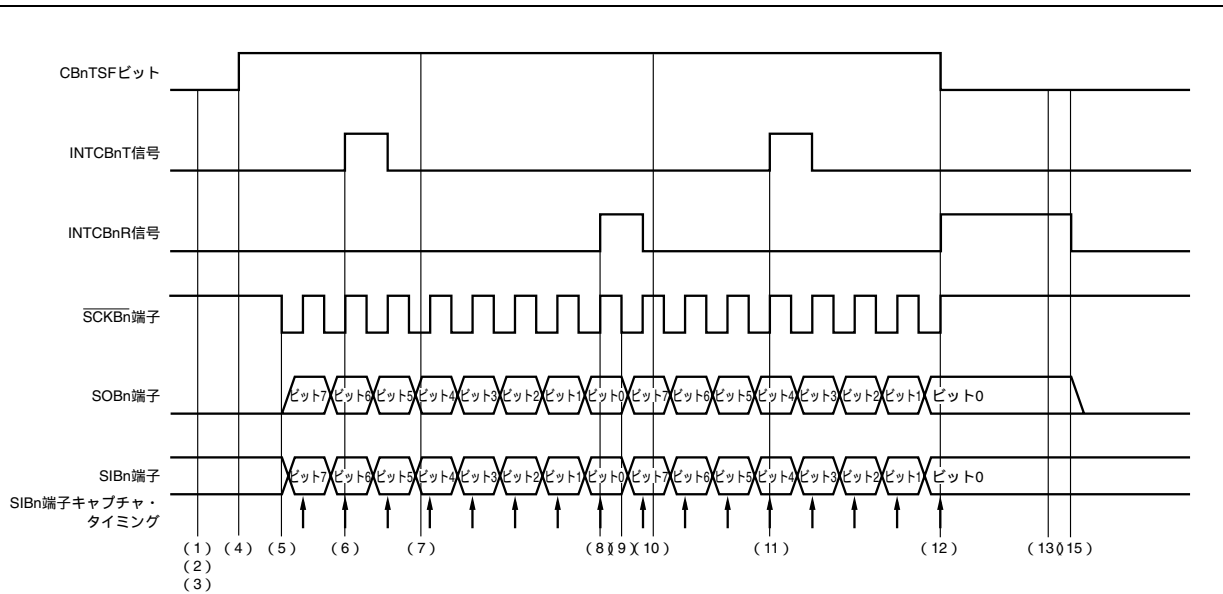 CBnTSFビット
INTCBnT信号
INTCBnR信号
SCKBn端子
SOBn端子
ビット7 ビット6 ビット5 ビット4 ビット3 ビット2 ビット1 ビット0 ビット7 ビット6 ビット5 ビット4 ビット3 ビット2 ビット1 ビット0
SIBn端子
ビット7 ビット6 ビット5 ビット4 ビット3 ビット2 ビット1 ビット0 ビット7 ビット6 ビット5 ビット4 ビット3 ビット2 ビット1 ビット0
SIBn端子キャプチャ・
タイミング
(1) (4) (5) (6) (7) (8)(9)(10) (11) (12) (13)(15)
(2)
(3)